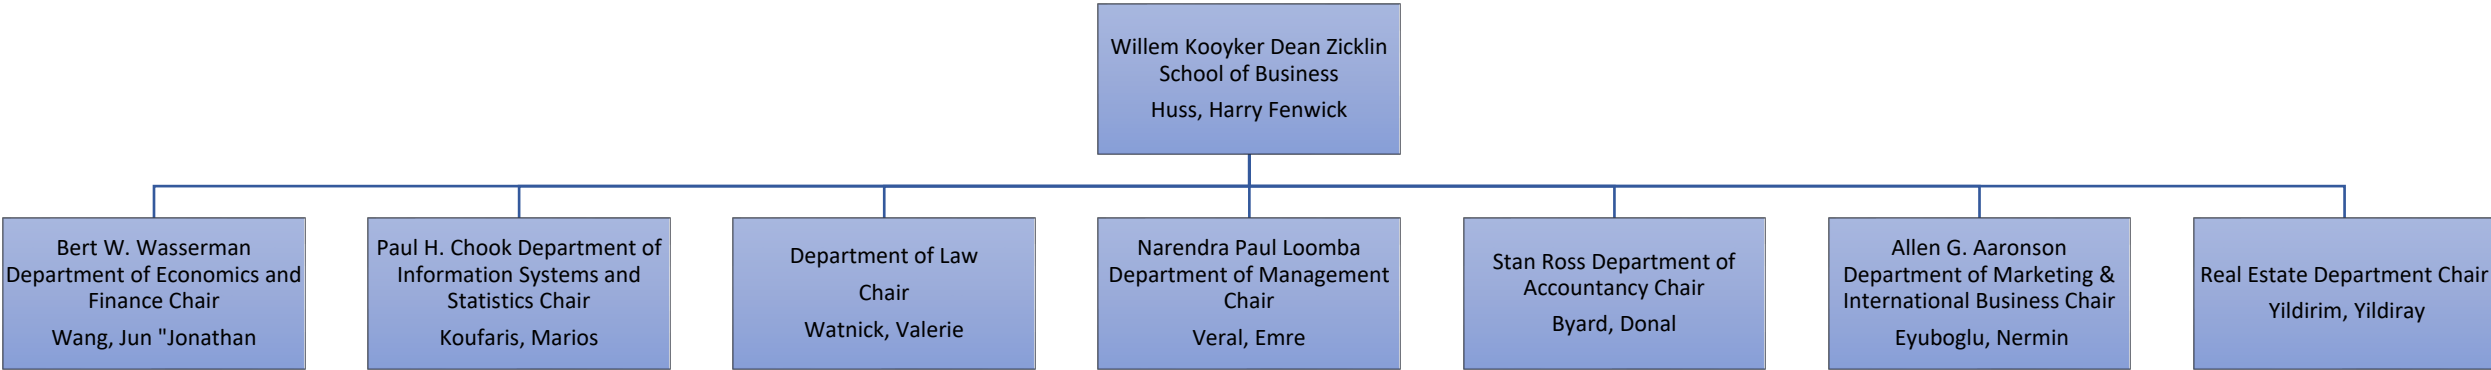 Willem Kooyker Dean Zicklin
School of Business
Huss, Harry Fenwick
Bert W. Wasserman
Department of Economics and
Finance Chair
Wang, Jun "Jonathan
Paul H. Chook Department of
Information Systems and
Statistics Chair
Koufaris, Marios
Department of Law
Chair
Watnick, Valerie
Narendra Paul Loomba
Department of Management
Chair
Veral, Emre
Stan Ross Department of
Accountancy Chair
Byard, Donal
Allen G. Aaronson
Department of Marketing &
International Business Chair
Eyuboglu, Nermin
Real Estate Department Chair
Yildirim, Yildiray